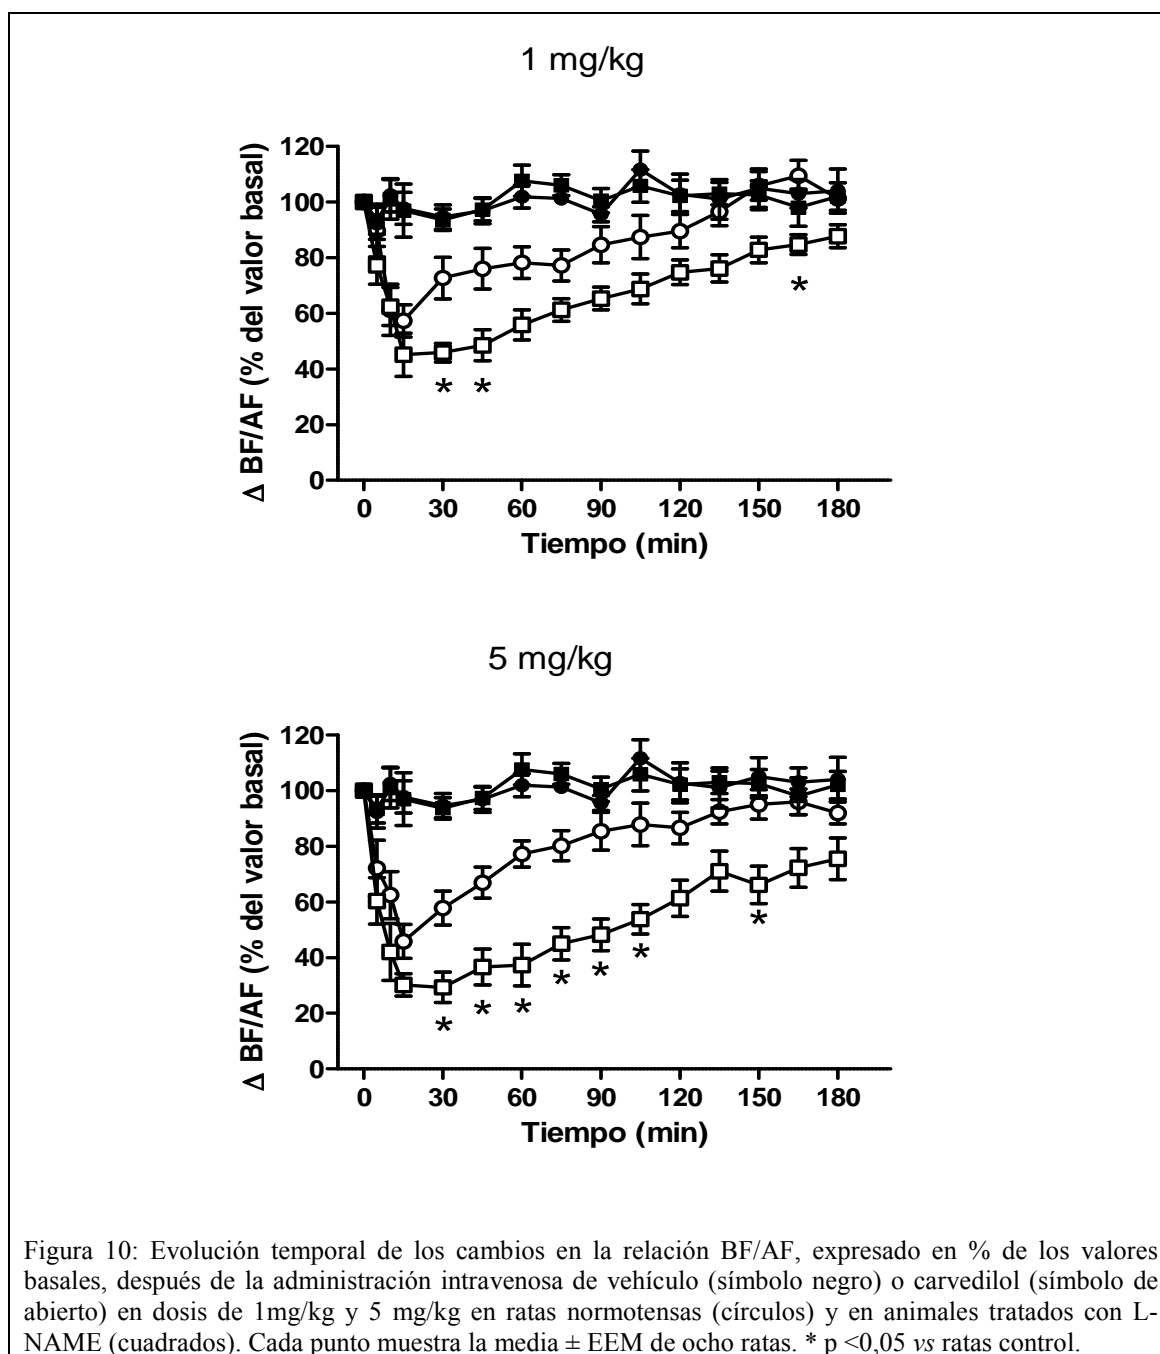 1 mg/kg
Δ BF/AF (% del valor basal)
120
100
80
60
40
20
0
*
*
*
0 30 60 90 120 150 180
Tiempo (min)
5 mg/kg
Δ BF/AF (% del valor basal)
120
100
80
60
40
20
0
*
*
*
*
*
*
*
0 30 60 90 120 150 180
Tiempo (min)
Figura 10: Evolución temporal de los cambios en la relación BF/AF, expresado en % de los valores
basales, después de la administración intravenosa de vehículo (símbolo negro) o carvedilol (símbolo de
abierto) en dosis de 1mg/kg y 5 mg/kg en ratas normotensas (círculos) y en animales tratados con L-
NAME (cuadrados). Cada punto muestra la media ± EEM de ocho ratas. * p <0,05 vs ratas control.